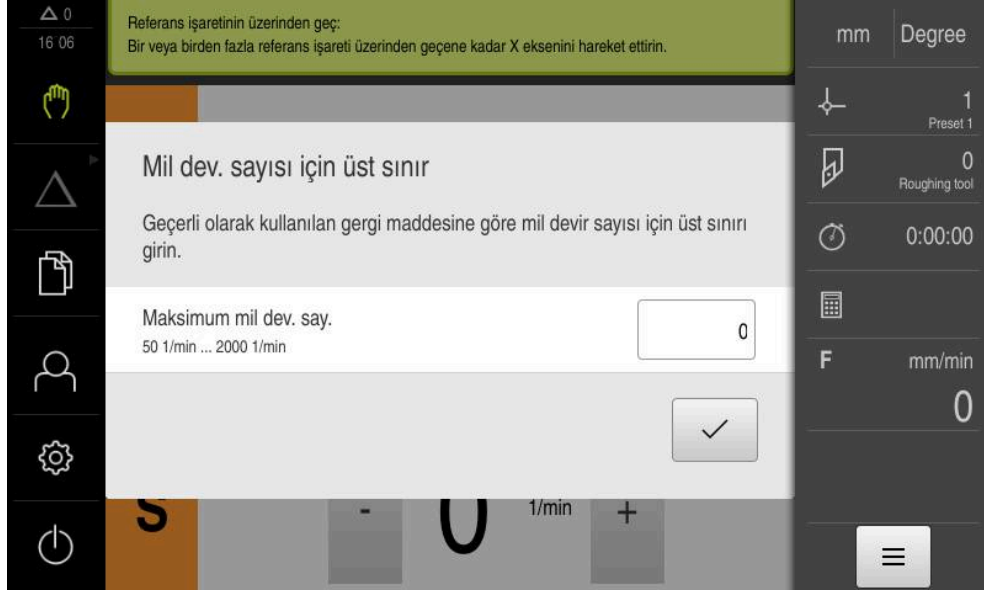 0
16 06
Referans işaretinin üzerinden geç:
Bir veya birden fazla referans işareti üzerinden geçene kadar X eksenini hareket ettirin.
Mil dev. sayısı için üst sınır
Geçerli olarak kullanılan gergi maddesine göre mil devir sayısı için üst sınırı
girin.
Maksimum mil dev. say.
50 1/min ... 2000 1/min
0
S
-
0
1/min
+
mm
Degree
1
Preset 1
0
Roughing tool
0:00:00
F
mm/min
0